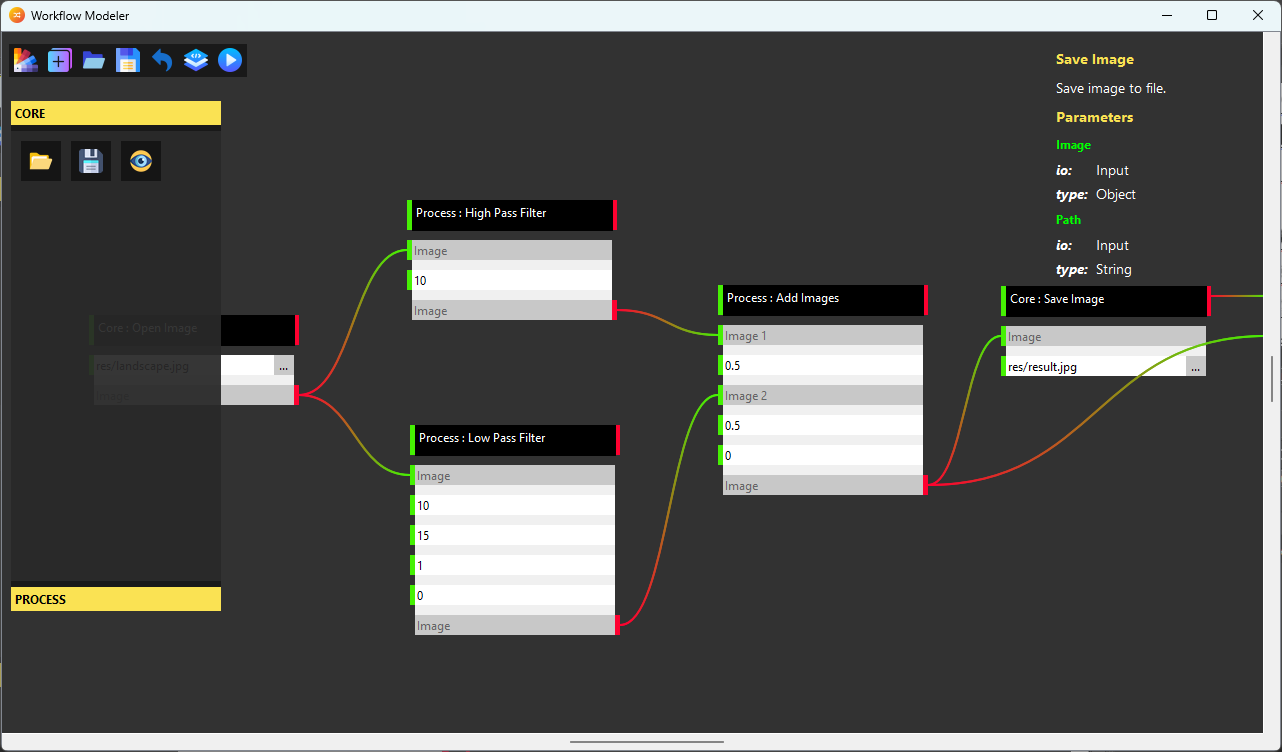 Workflow Modeler
CORE
Core : Open Image
res/landscape.jpg
...
Image
PROCESS
Process : High Pass Filter
Image
10
Image
Process : Low Pass Filter
Image
10
15
1
0
Image
Process : Add Images
Image 1
0.5
Image 2
0.5
0
Image
Save Image
Save image to file.
Parameters
Image
io: Input
type: Object
Path
io: Input
type: String
Core : Save Image
Image
res/result.jpg
...